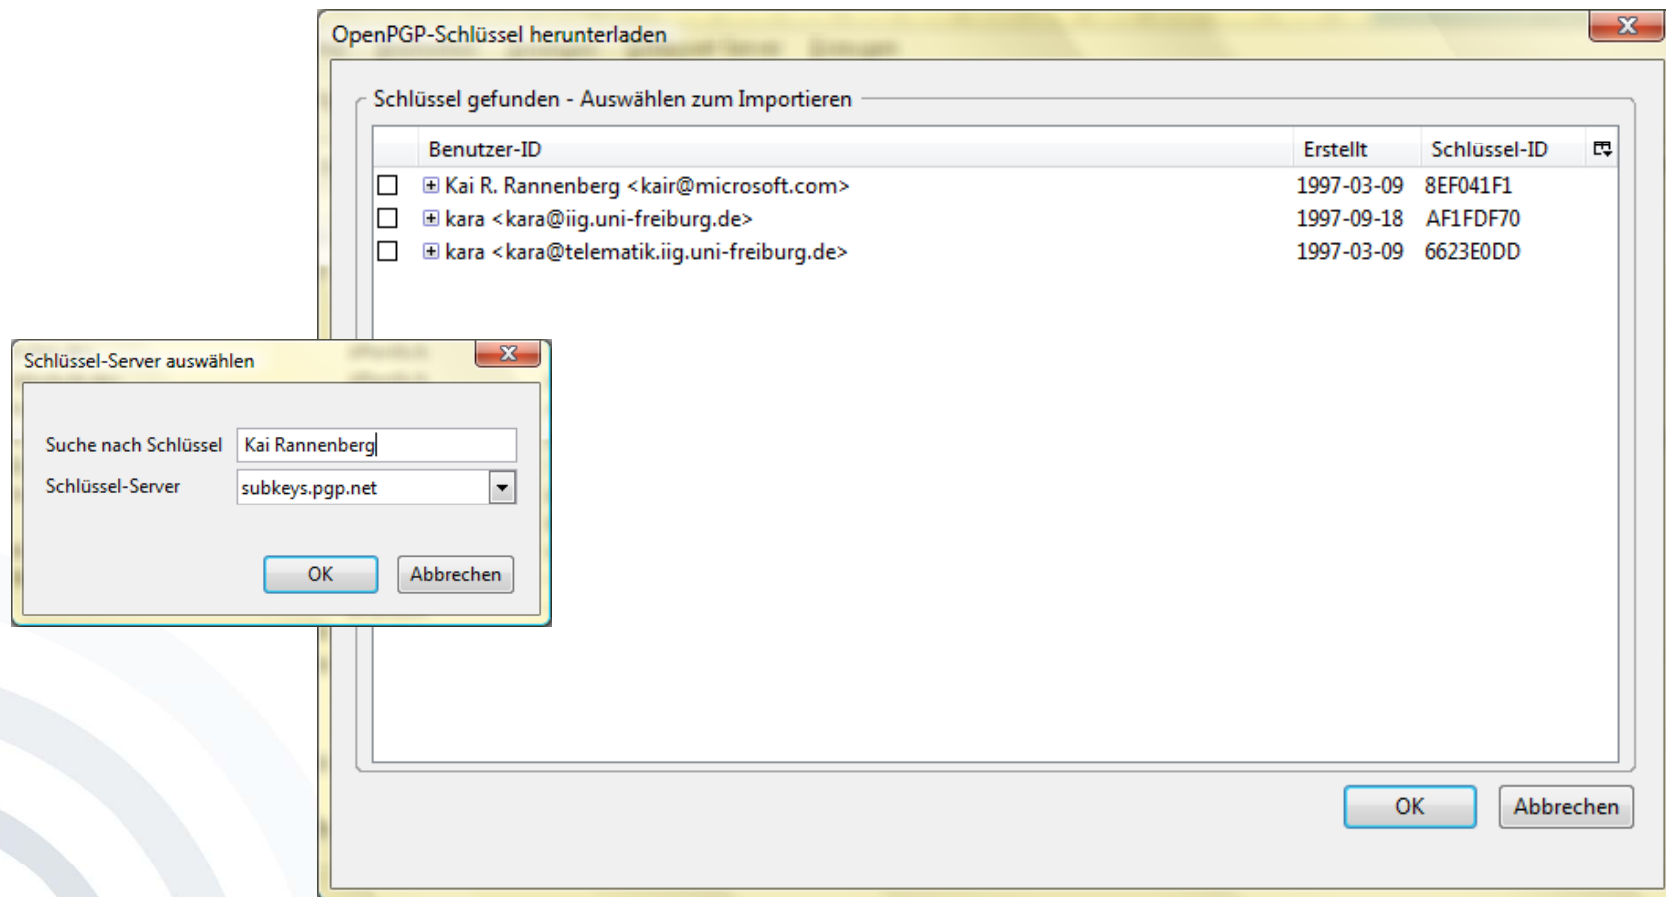 OpenPGP-Schlüssel herunterladen
Schlüssel gefunden - Auswählen zum Importieren
Benutzer-ID Erstellt Schlüssel-ID
Kai R. Rannenberg <kair@microsoft.com> 1997-03-09 8EF041F1
kara <kara@iig.uni-freiburg.de> 1997-09-18 AF1FDF70
kara <kara@telematik.iig.uni-freiburg.de> 1997-03-09 6623E0DD
OK Abbrechen
Schlüssel-Server auswählen
Suche nach Schlüssel Kai Rannenberg
Schlüssel-Server subkeys.pgp.net
OK Abbrechen